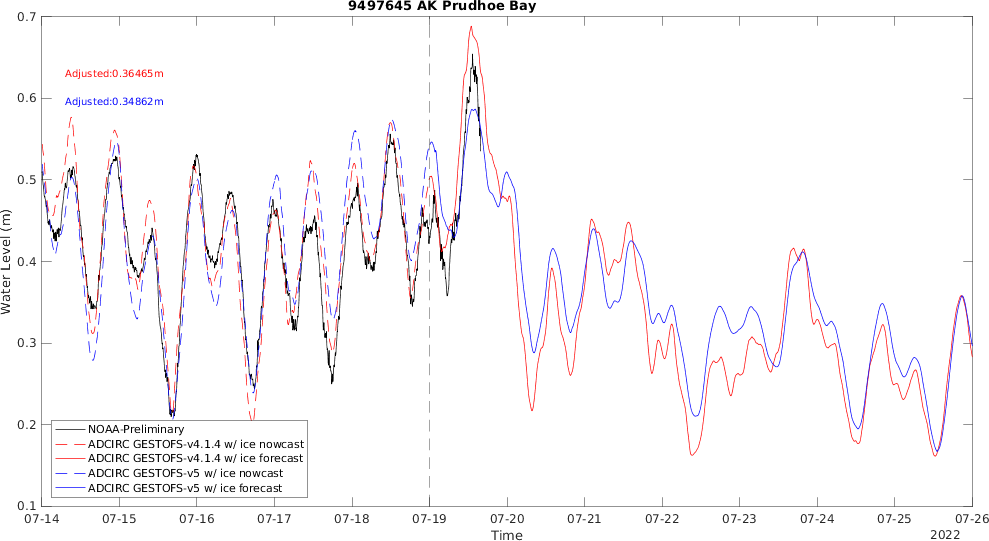 9497645 AK Prudhoe Bay
Water Level (m)
0.7
0.6
0.5
0.4
0.3
0.2
0.1
Adjusted:0.36465m
Adjusted:0.34862m
NOAA-Preliminary
ADCIRC GESTOFS-v4.1.4 w/ ice nowcast
ADCIRC GESTOFS-v4.1.4 w/ ice forecast
ADCIRC GESTOFS-v5 w/ ice nowcast
ADCIRC GESTOFS-v5 w/ ice forecast
07-14 07-15 07-16 07-17 07-18 07-19 07-20 07-21 07-22 07-23 07-24 07-25 07-26
Time
2022